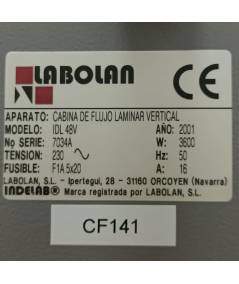 LABOLAN CE
APARATO: CABINA DE FLUJO LAMINAR VERTICAL
MODELO: IDL 48V AÑO: 2001
No SERIE: 7034A W: 3600
TENSION: 230 Hz: 50
FUSIBLE: F1A 5x20 A: 16
LABOLAN, S.L. - Ipertegui, 28 - 31160 ORCOYEN (Navarra)
INDELAB® Marca registrada por LABOLAN, S.L.
CF141